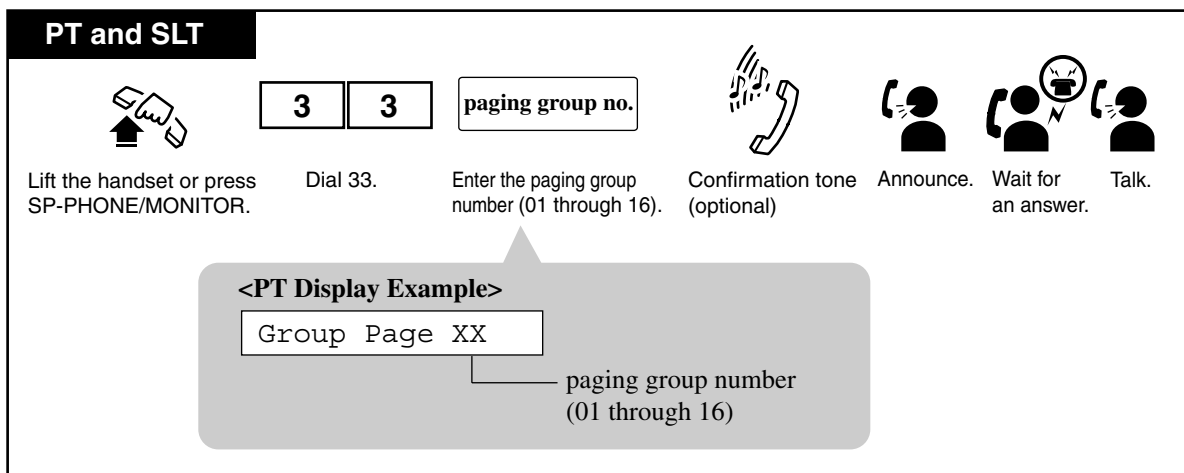 PT and SLT
3 3
paging group no.
Lift the handset or press
SP-PHONE/MONITOR.
Dial 33.
Enter the paging group
number (01 through 16).
Confirmation tone
(optional)
Announce.
Wait for
an answer.
Talk.
<PT Display Example>
Group Page XX
paging group number
(01 through 16)